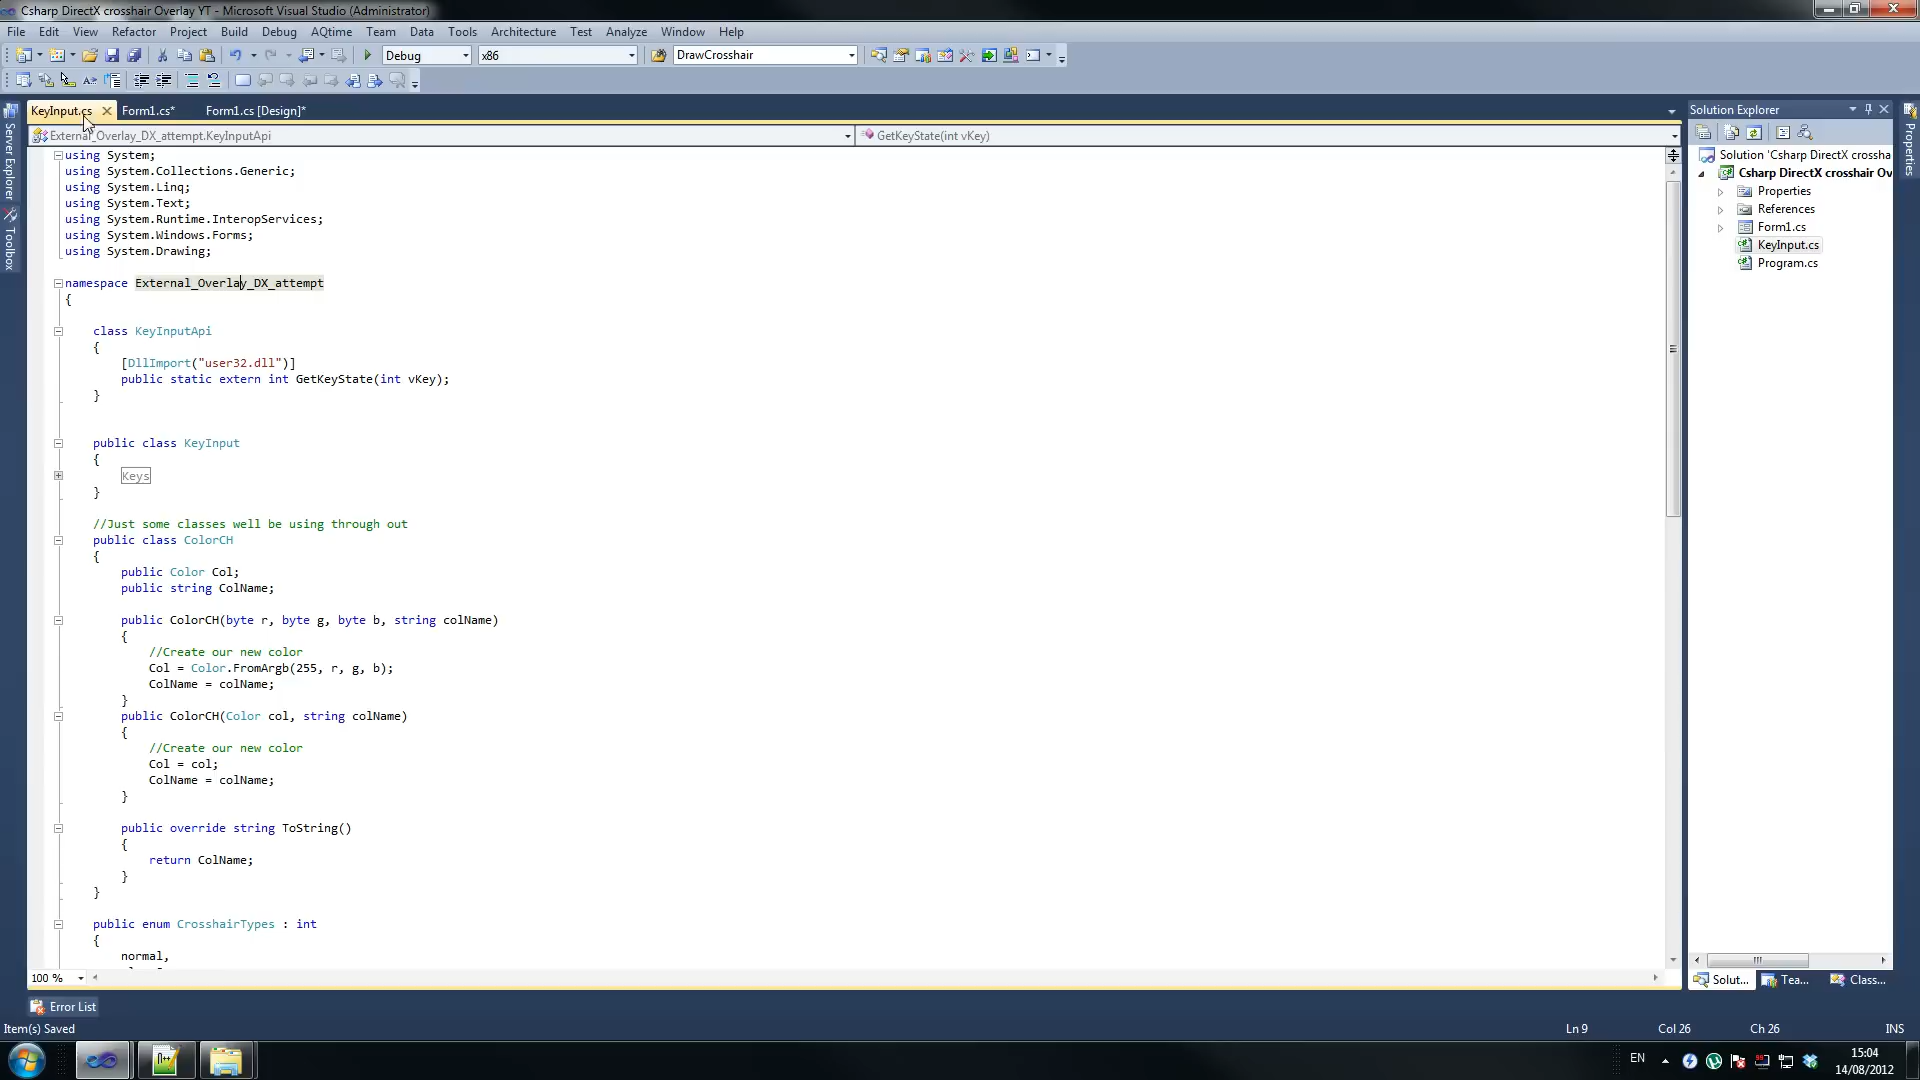 Csharp DirectX crosshair Overlay YT - Microsoft Visual Studio (Administrator)
File Edit View Refactor Project Build Debug AQtime Team Data Tools Architecture Test Analyze Window Help
Debug x86 DrawCrosshair
KeyInput.cs Form1.cs* Form1.cs [Design]*
External_Overlay_DX_attempt.KeyInputApi GetKeyState(int vKey)
Server Explorer
Toolbox
using System;
using System.Collections.Generic;
using System.Linq;
using System.Text;
using System.Runtime.InteropServices;
using System.Windows.Forms;
using System.Drawing;
namespace External_Overlay_DX_attempt
{
class KeyInputApi
{
[DllImport("user32.dll")]
public static extern int GetKeyState(int vKey);
}
public class KeyInput
{
Keys
}
//Just some classes well be using through out
public class ColorCH
{
public Color Col;
public string ColName;
public ColorCH(byte r, byte g, byte b, string colName)
{
//Create our new color
Col = Color.FromArgb(255, r, g, b);
ColName = colName;
}
public ColorCH(Color col, string colName)
{
//Create our new color
Col = col;
ColName = colName;
}
public override string ToString()
{
return ColName;
}
}
public enum CrosshairTypes : int
{
normal,
100 %
Solution Explorer
Solution 'Csharp DirectX crossha
Csharp DirectX crosshair Ov
Properties
References
Form1.cs
KeyInput.cs
Program.cs
Solut... Tea... Class...
Properties
Error List
Item(s) Saved Ln 9 Col 26 Ch 26 INS
EN 15:04
14/08/2012